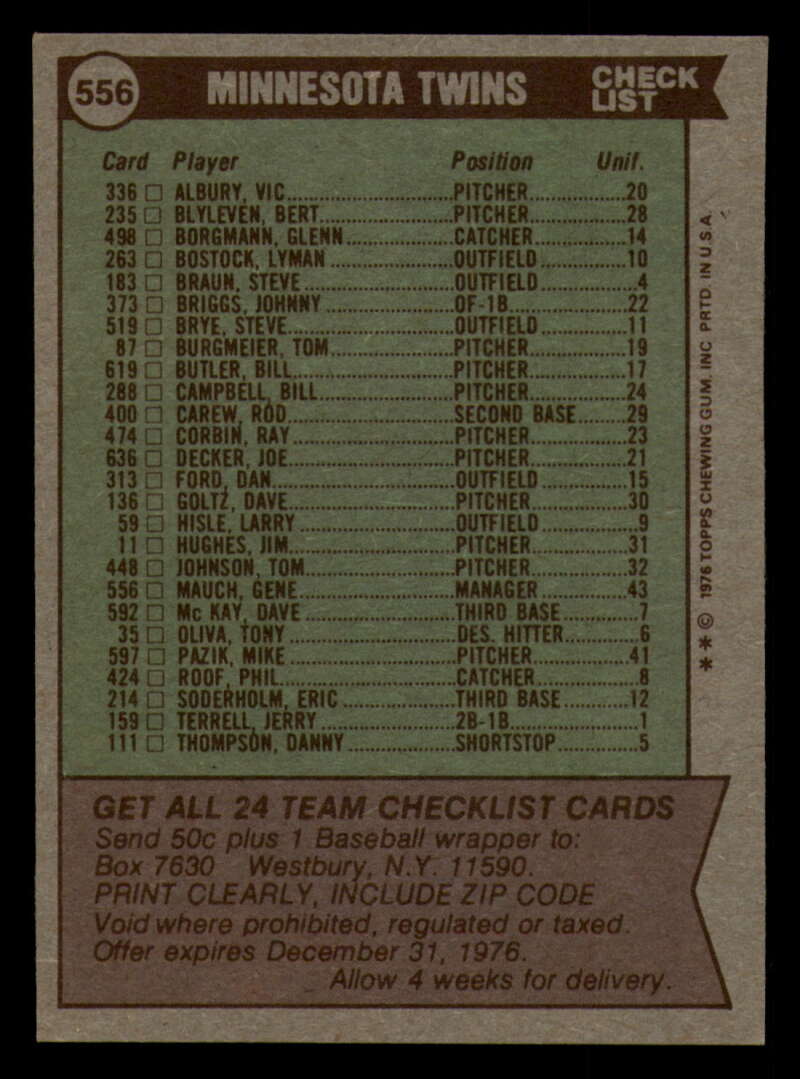 556 MINNESOTA TWINS CHECK LIST
Card Player Position Unif.
336 □ ALBURY, VIC....................PITCHER..............20
235 □ BLYLEVEN, BERT................PITCHER..............28
498 □ BORGMANN, GLENN.............CATCHER.............14
263 □ BOSTOCK, LYMAN...............OUTFIELD.............10
183 □ BRAUN, STEVE..................OUTFIELD..............4
373 □ BRIGGS, JOHNNY................OF-1B.................22
519 □ BRYE, STEVE....................OUTFIELD.............11
87 □ BURGMEIER, TOM...............PITCHER..............19
619 □ BUTLER, BILL...................PITCHER..............17
288 □ CAMPBELL, BILL................PITCHER..............24
400 □ CAREW, ROD....................SECOND BASE.......29
474 □ CORBIN, RAY....................PITCHER..............23
636 □ DECKER, JOE....................PITCHER..............21
313 □ FORD, DAN......................OUTFIELD.............15
136 □ GOLTZ, DAVE....................PITCHER..............30
59 □ HISLE, LARRY...................OUTFIELD..............9
11 □ HUGHES, JIM....................PITCHER..............31
448 □ JOHNSON, TOM.................PITCHER..............32
556 □ MAUCH, GENE...................MANAGER............43
592 □ Mc KAY, DAVE...................THIRD BASE...........7
35 □ OLIVA, TONY....................DES. HITTER...........6
597 □ PAZIK, MIKE.....................PITCHER..............41
424 □ ROOF, PHIL......................CATCHER..............8
214 □ SODERHOLM, ERIC..............THIRD BASE..........12
159 □ TERRELL, JERRY.................2B-1B..................1
111 □ THOMPSON, DANNY.............SHORTSTOP............5
GET ALL 24 TEAM CHECKLIST CARDS
Send 50c plus 1 Baseball wrapper to:
Box 7630 Westbury, N.Y. 11590.
PRINT CLEARLY, INCLUDE ZIP CODE
Void where prohibited, regulated or taxed.
Offer expires December 31, 1976.
Allow 4 weeks for delivery.
* * © 1976 TOPPS CHEWING GUM, INC. PRTD. IN U.S.A.